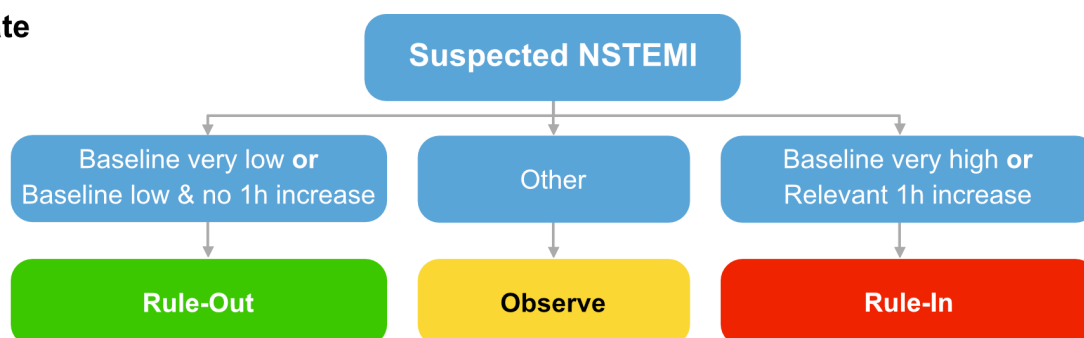 Suspected NSTEMI
Baseline very low or
Baseline low & no 1h increase
Other
Baseline very high or
Relevant 1h increase
Rule-Out
Observe
Rule-In